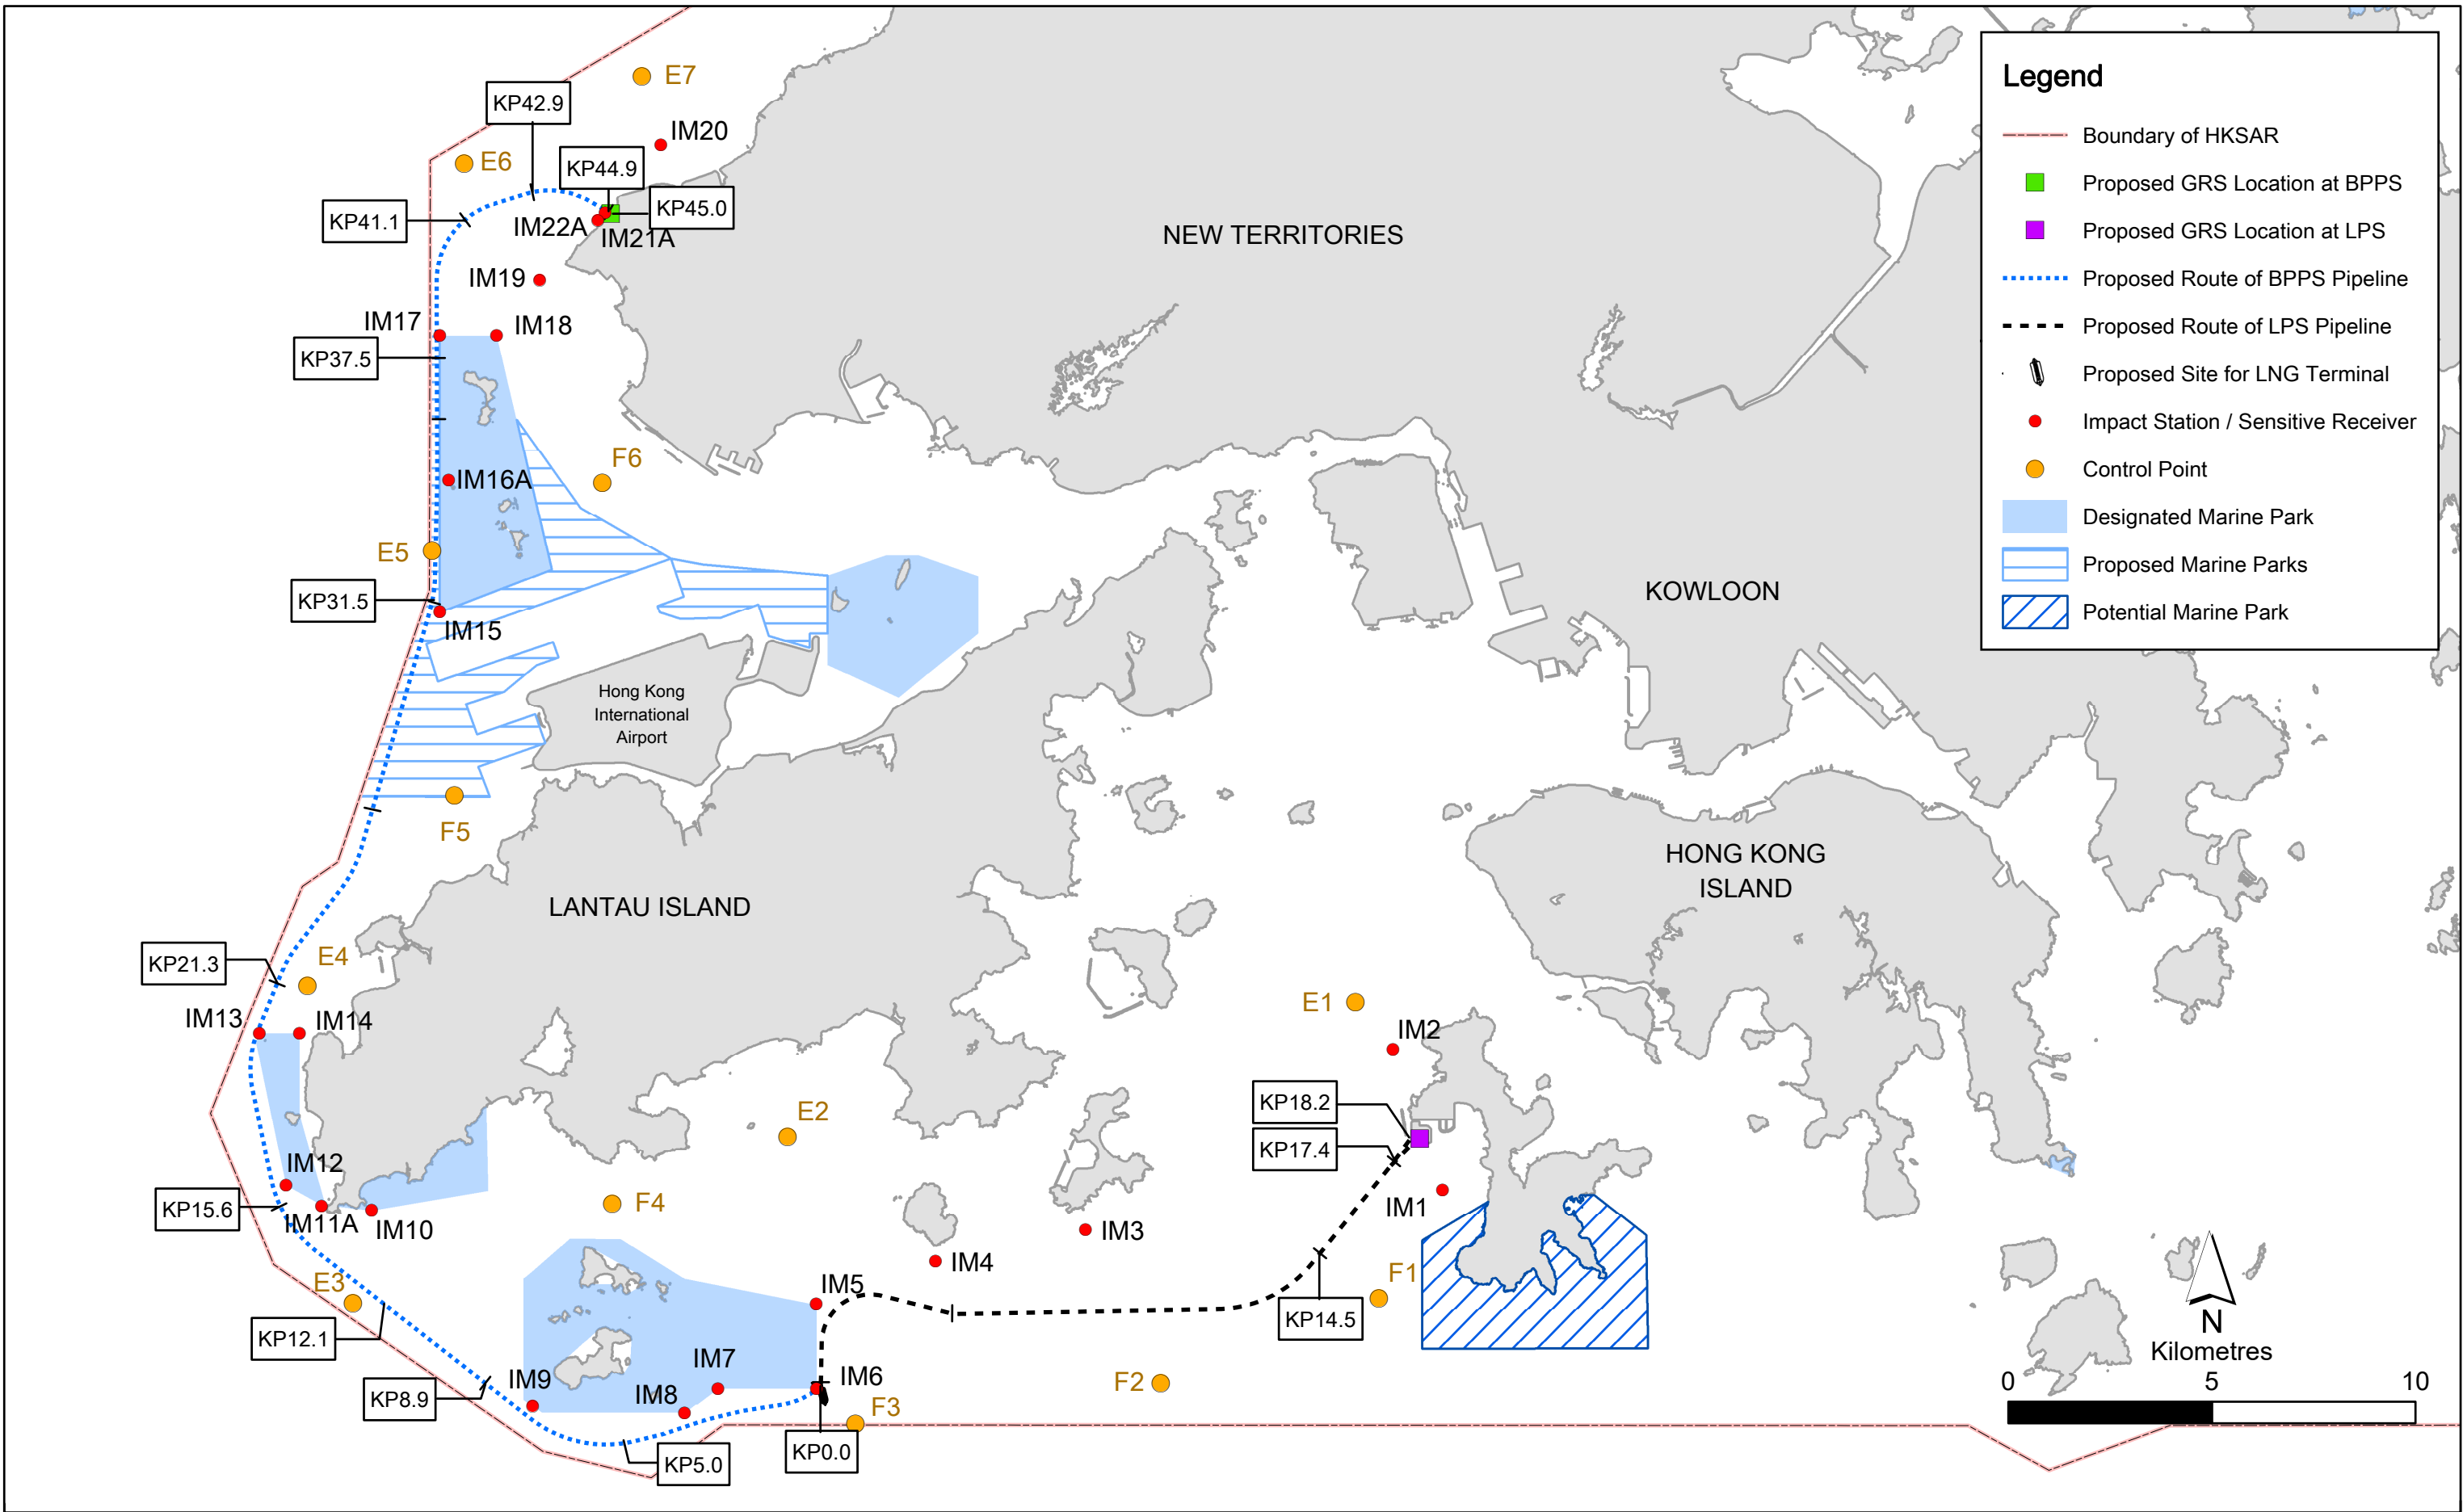 E7
KP42.9
IM20
E6
KP44.9
KP41.1
KP45.0
IM22A
IM21A
NEW TERRITORIES
IM19
IM17
IM18
KP37.5
F6
IM16A
E5
KP31.5
IM15
KOWLOON
Hong Kong
International
Airport
F5
HONG KONG
ISLAND
LANTAU ISLAND
KP21.3
E4
IM13
IM14
E1
IM2
E2
KP18.2
KP17.4
IM12
KP15.6
IM11A
IM10
F4
IM1
IM3
IM4
E3
IM5
F1
KP12.1
KP14.5
IM7
IM9
IM8
IM6
KP8.9
F2
F3
KP0.0
KP5.0
Legend
Boundary of HKSAR
Proposed GRS Location at BPPS
Proposed GRS Location at LPS
Proposed Route of BPPS Pipeline
Proposed Route of LPS Pipeline
Proposed Site for LNG Terminal
Impact Station / Sensitive Receiver
Control Point
Designated Marine Park
Proposed Marine Parks
Potential Marine Park
N
Kilometres
0 5 10